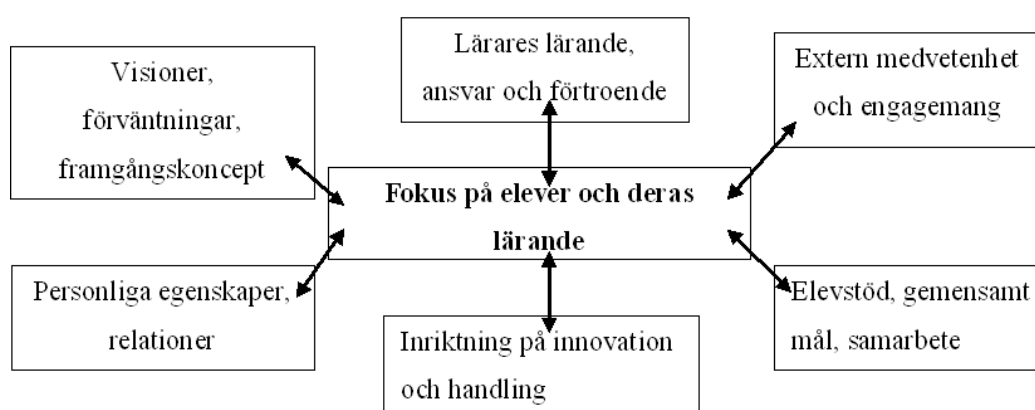 Visioner,
förväntningar,
framgångskoncept
Lärares lärande,
ansvar och förtroende
Extern medvetenhet
och engagemang
Fokus på elever och deras
lärande
Personliga egenskaper,
relationer
Inriktning på innovation
och handling
Elevstöd, gemensamt
mål, samarbete